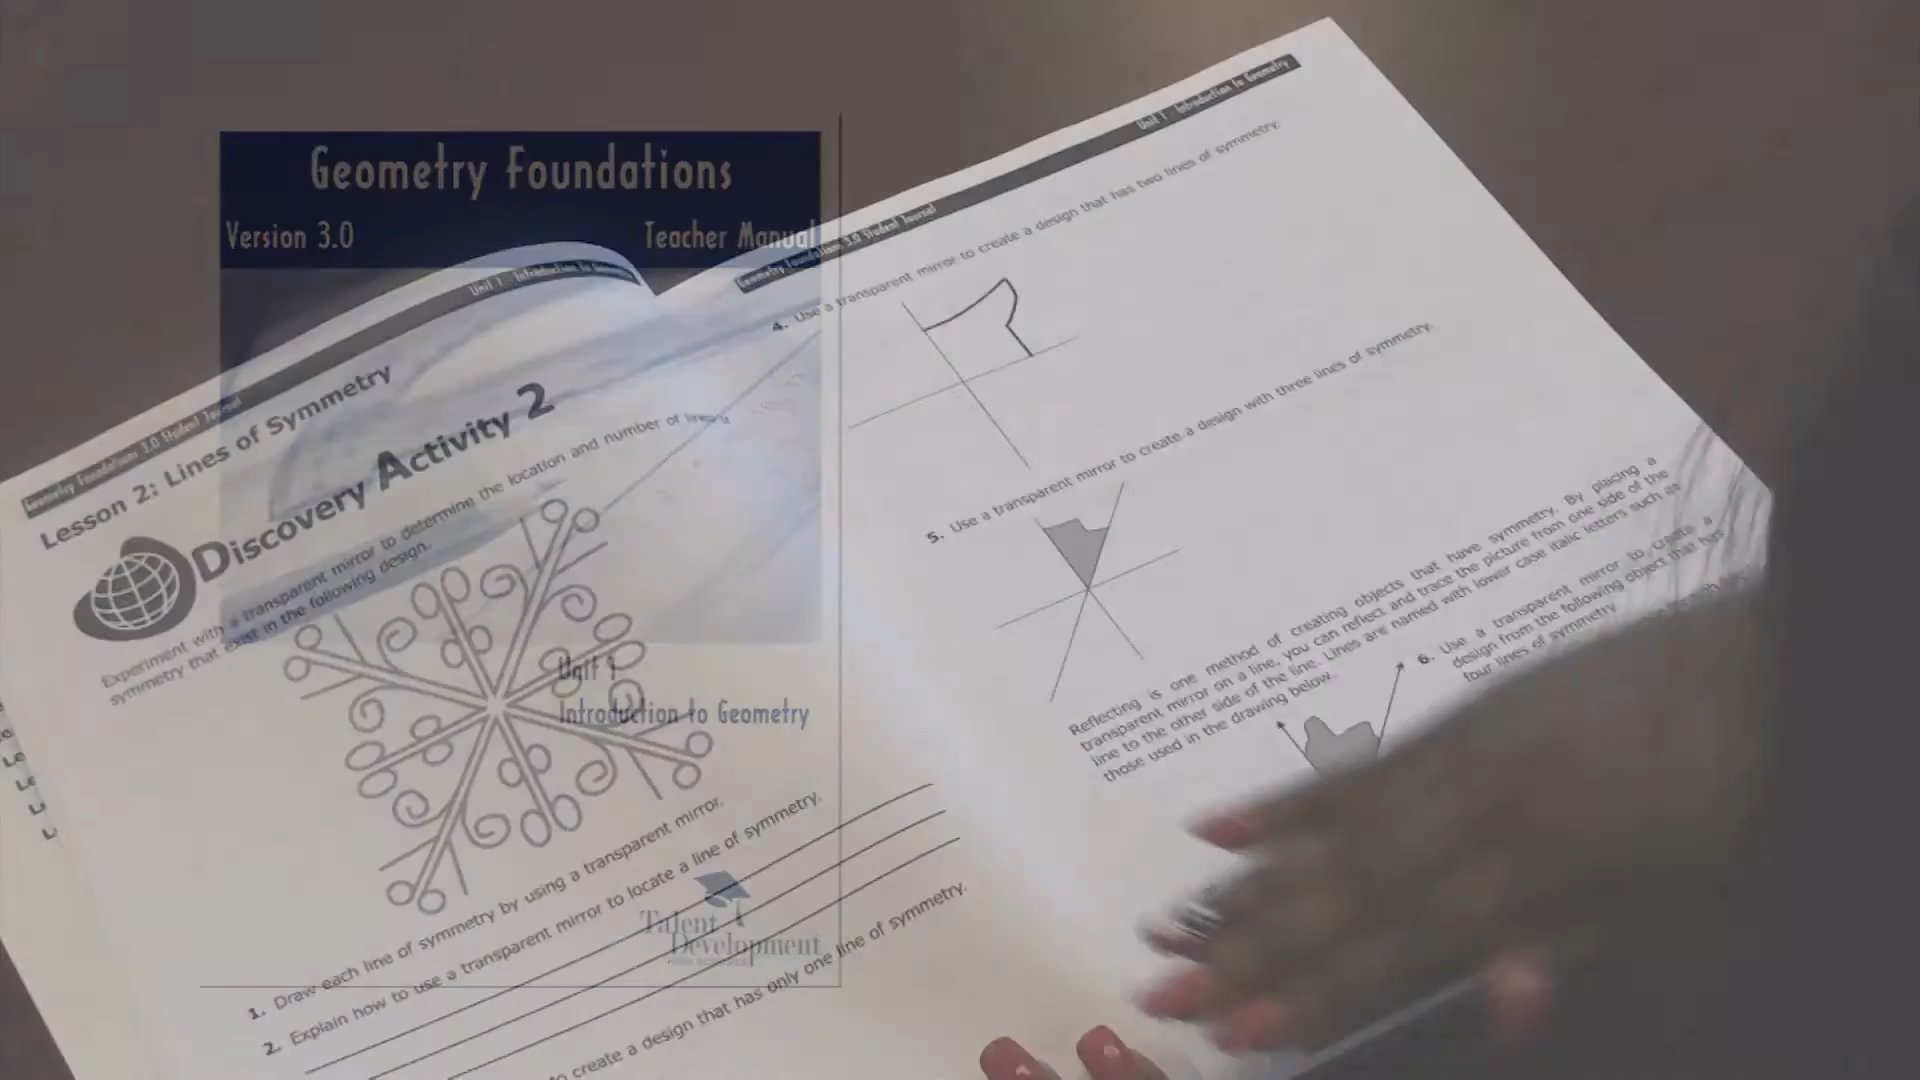 Geometry Foundations
Version 3.0
Teacher Manual
Unit 1
Introduction to Geometry
Talent
Development
Geometry Foundations 3.0 Student Journal
Unit 1 - Introduction to Geometry
Lesson 2: Lines of Symmetry
Discovery Activity 2
Experiment with a transparent mirror to determine the location and number of lines
symmetry that exist in the following design.
1. Draw each line of symmetry by using a transparent mirror.
2. Explain how to use a transparent mirror to locate a line of symmetry.
to create a design that has only one line of symmetry.
Geometry Foundations 3.0 Student Journal
Unit 1 - Introduction to Geometry
4. Use a transparent mirror to create a design that has two lines of symmetry.
5. Use a transparent mirror to create a design with three lines of symmetry.
Reflecting is one method of creating objects that have symmetry. By placing a
transparent mirror on a line, you can reflect and trace the picture from one side of the
line to the other side of the line. Lines are named with lower case italic letters such as
those used in the drawing below.
6. Use a transparent mirror to create a
design from the following object that has
four lines of symmetry